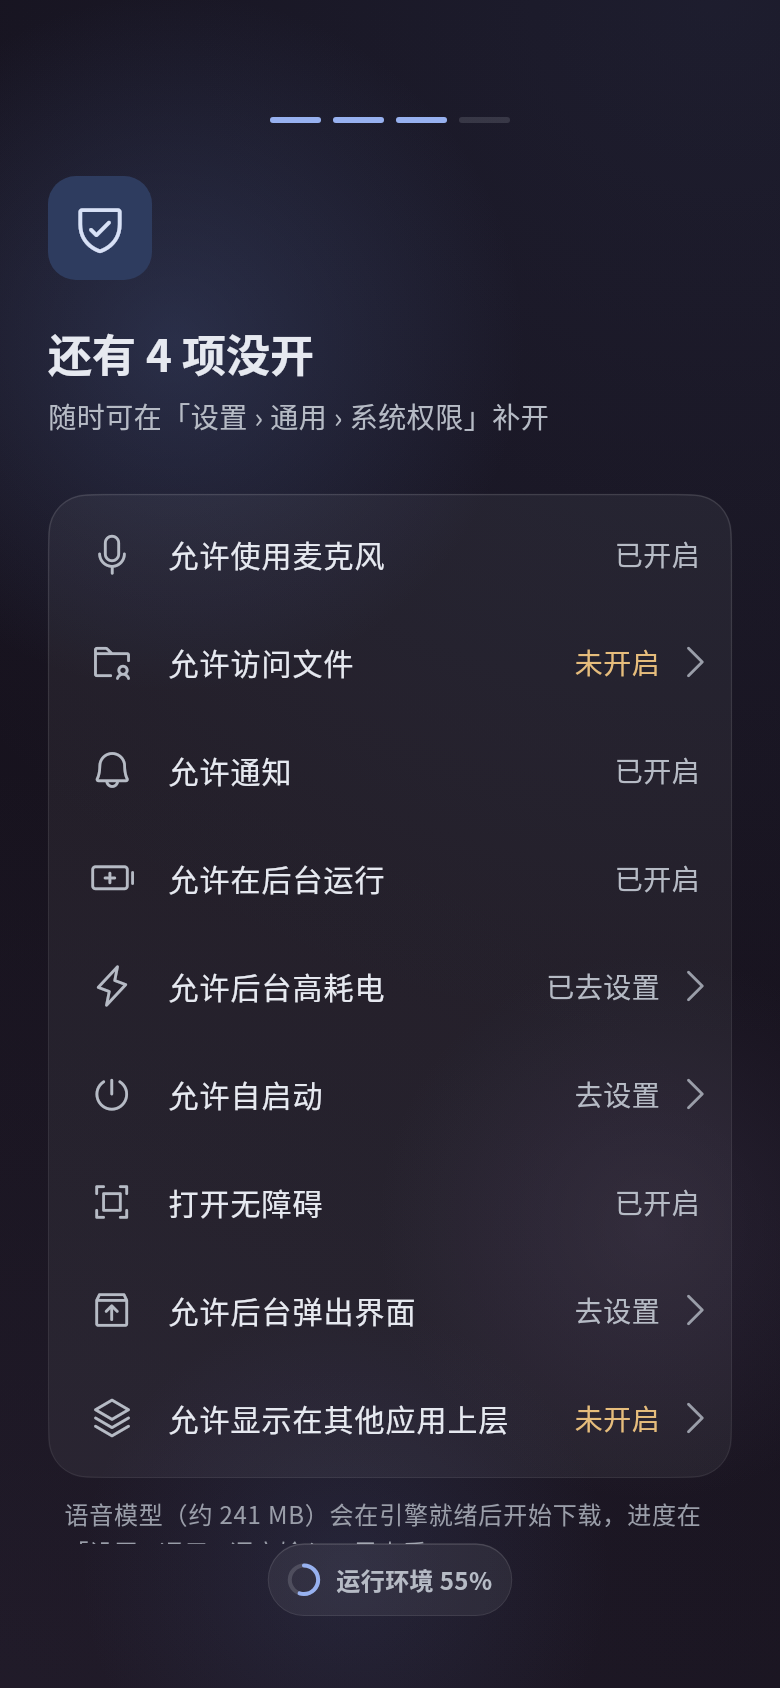 还有 4 项没开
随时可在「设置 › 通用 › 系统权限」补开
允许使用麦克风 已开启
允许访问文件 未开启
允许通知 已开启
允许在后台运行 已开启
允许后台高耗电 已去设置
允许自启动 去设置
打开无障碍 已开启
允许后台弹出界面 去设置
允许显示在其他应用上层 未开启
语音模型（约 241 MB）会在引擎就绪后开始下载，进度在
运行环境 55%